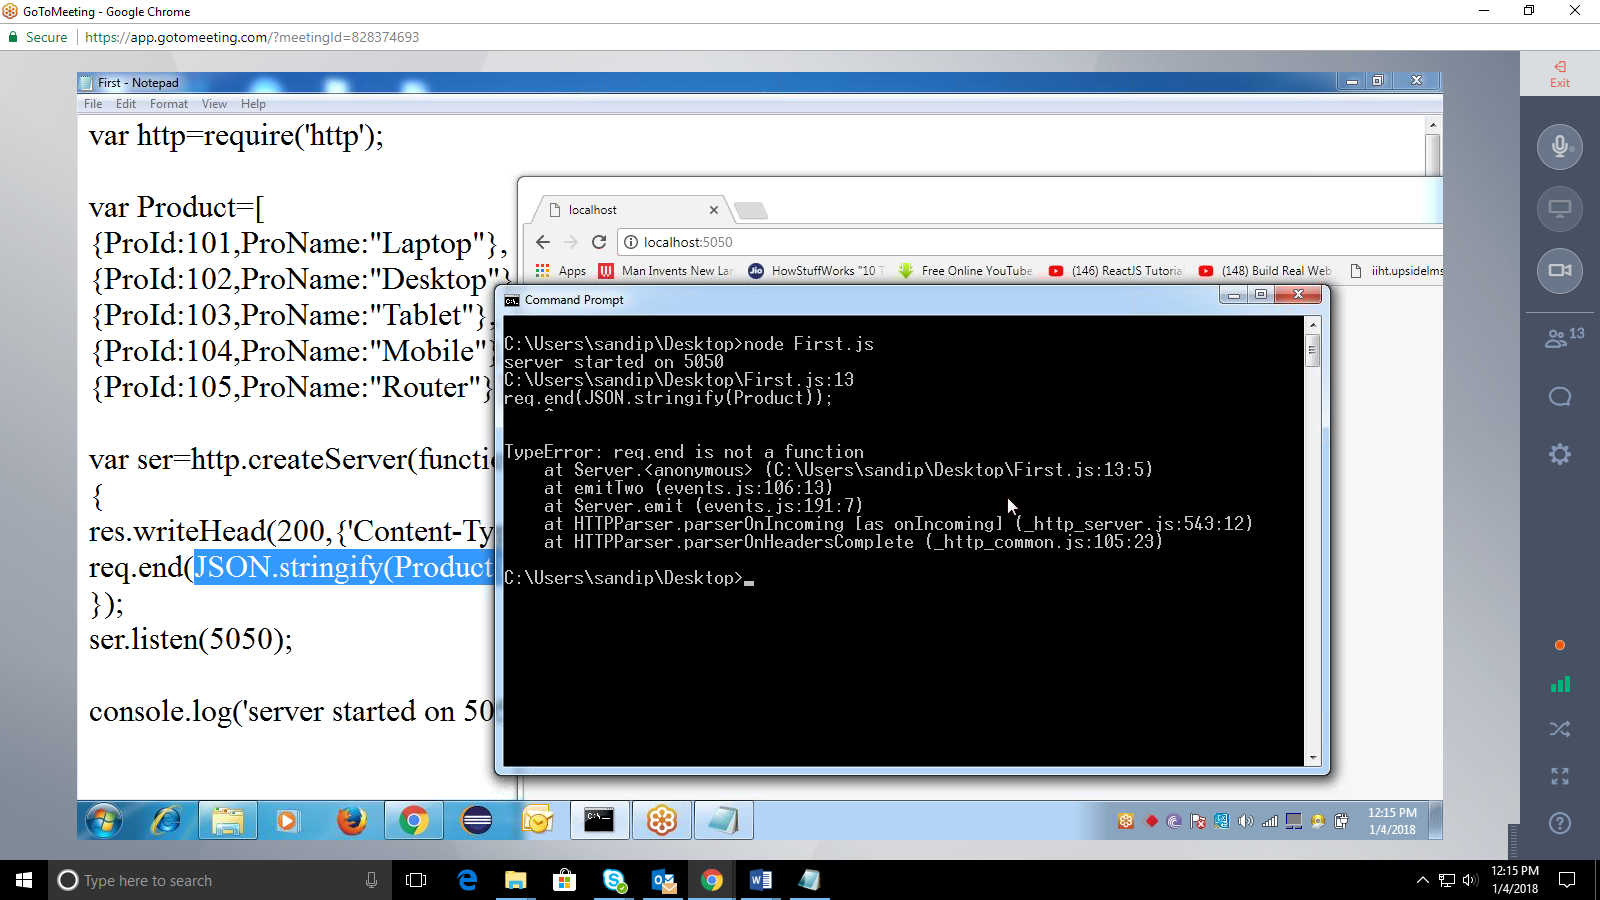 GoToMeeting - Google Chrome
Secure
https://app.gotomeeting.com/?meetingId=828374693
Exit
First - Notepad
File Edit Format View Help
var http=require('http');
var Product=[
{ProId:101,ProName:"Laptop"},
{ProId:102,ProName:"Desktop"}
{ProId:103,ProName:"Tablet"},
{ProId:104,ProName:"Mobile"}
{ProId:105,ProName:"Router"}
var ser=http.createServer(functi
{
res.writeHead(200,{'Content-Ty
req.end(JSON.stringify(Product
});
ser.listen(5050);
console.log('server started on 50
localhost
localhost:5050
Apps Man Invents New Lar Jio HowStuffWorks "10 T Free Online YouTube (146) ReactJS Tutoria (148) Build Real Web iiht.upsidelms
Command Prompt
C:\Users\sandip\Desktop>node First.js
server started on 5050
C:\Users\sandip\Desktop\First.js:13
req.end(JSON.stringify(Product));
^
TypeError: req.end is not a function
at Server.<anonymous> (C:\Users\sandip\Desktop\First.js:13:5)
at emitTwo (events.js:106:13)
at Server.emit (events.js:191:7)
at HTTPParser.parserOnIncoming [as onIncoming] (_http_server.js:543:12)
at HTTPParser.parserOnHeadersComplete (_http_common.js:105:23)
C:\Users\sandip\Desktop>_
13
12:15 PM
1/4/2018
Type here to search
12:15 PM
1/4/2018